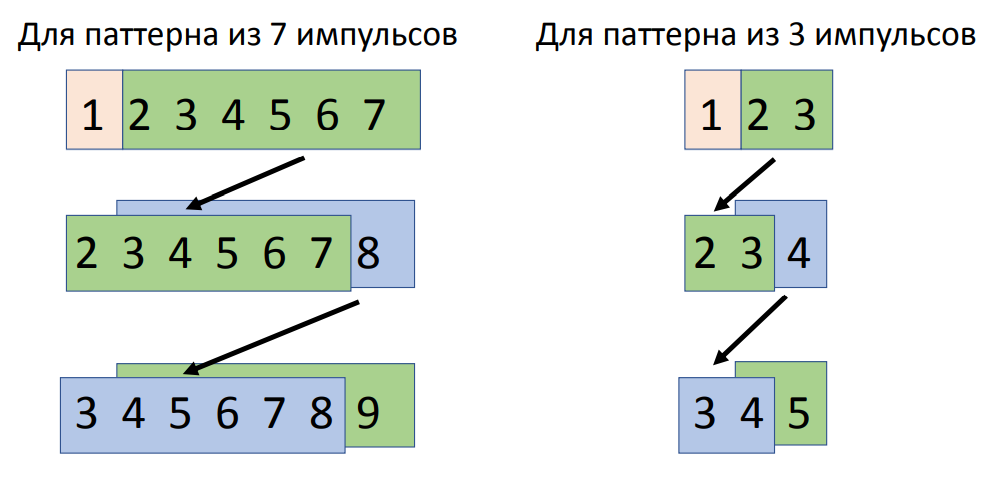 Для паттерна из 7 импульсов
1 2 3 4 5 6 7
2 3 4 5 6 7 8
3 4 5 6 7 8 9
Для паттерна из 3 импульсов
1 2 3
2 3 4
3 4 5